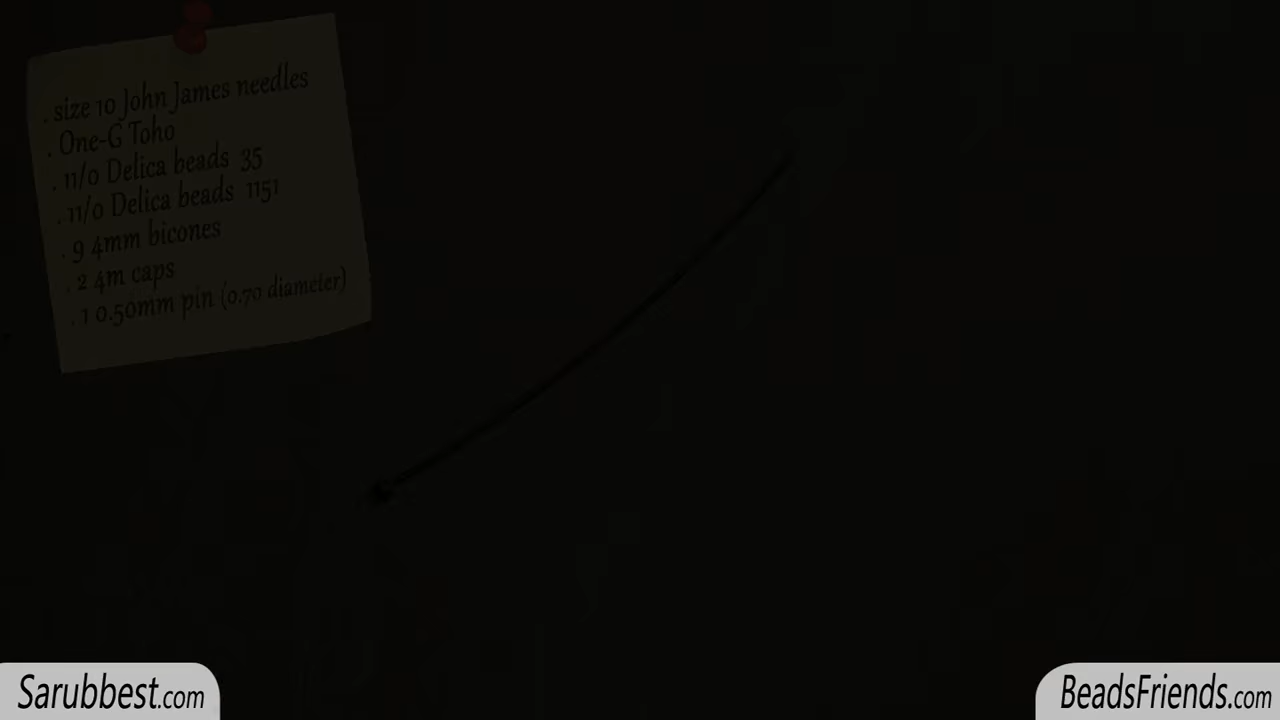 . size 10 John James needles
. One-G Toho
. 11/0 Delica beads 35
. 11/0 Delica beads 1151
. 9 4mm bicones
. 2 4m caps
. 1 0.50mm pin (0.70 diameter)
Sarubbest.com
BeadsFriends.com